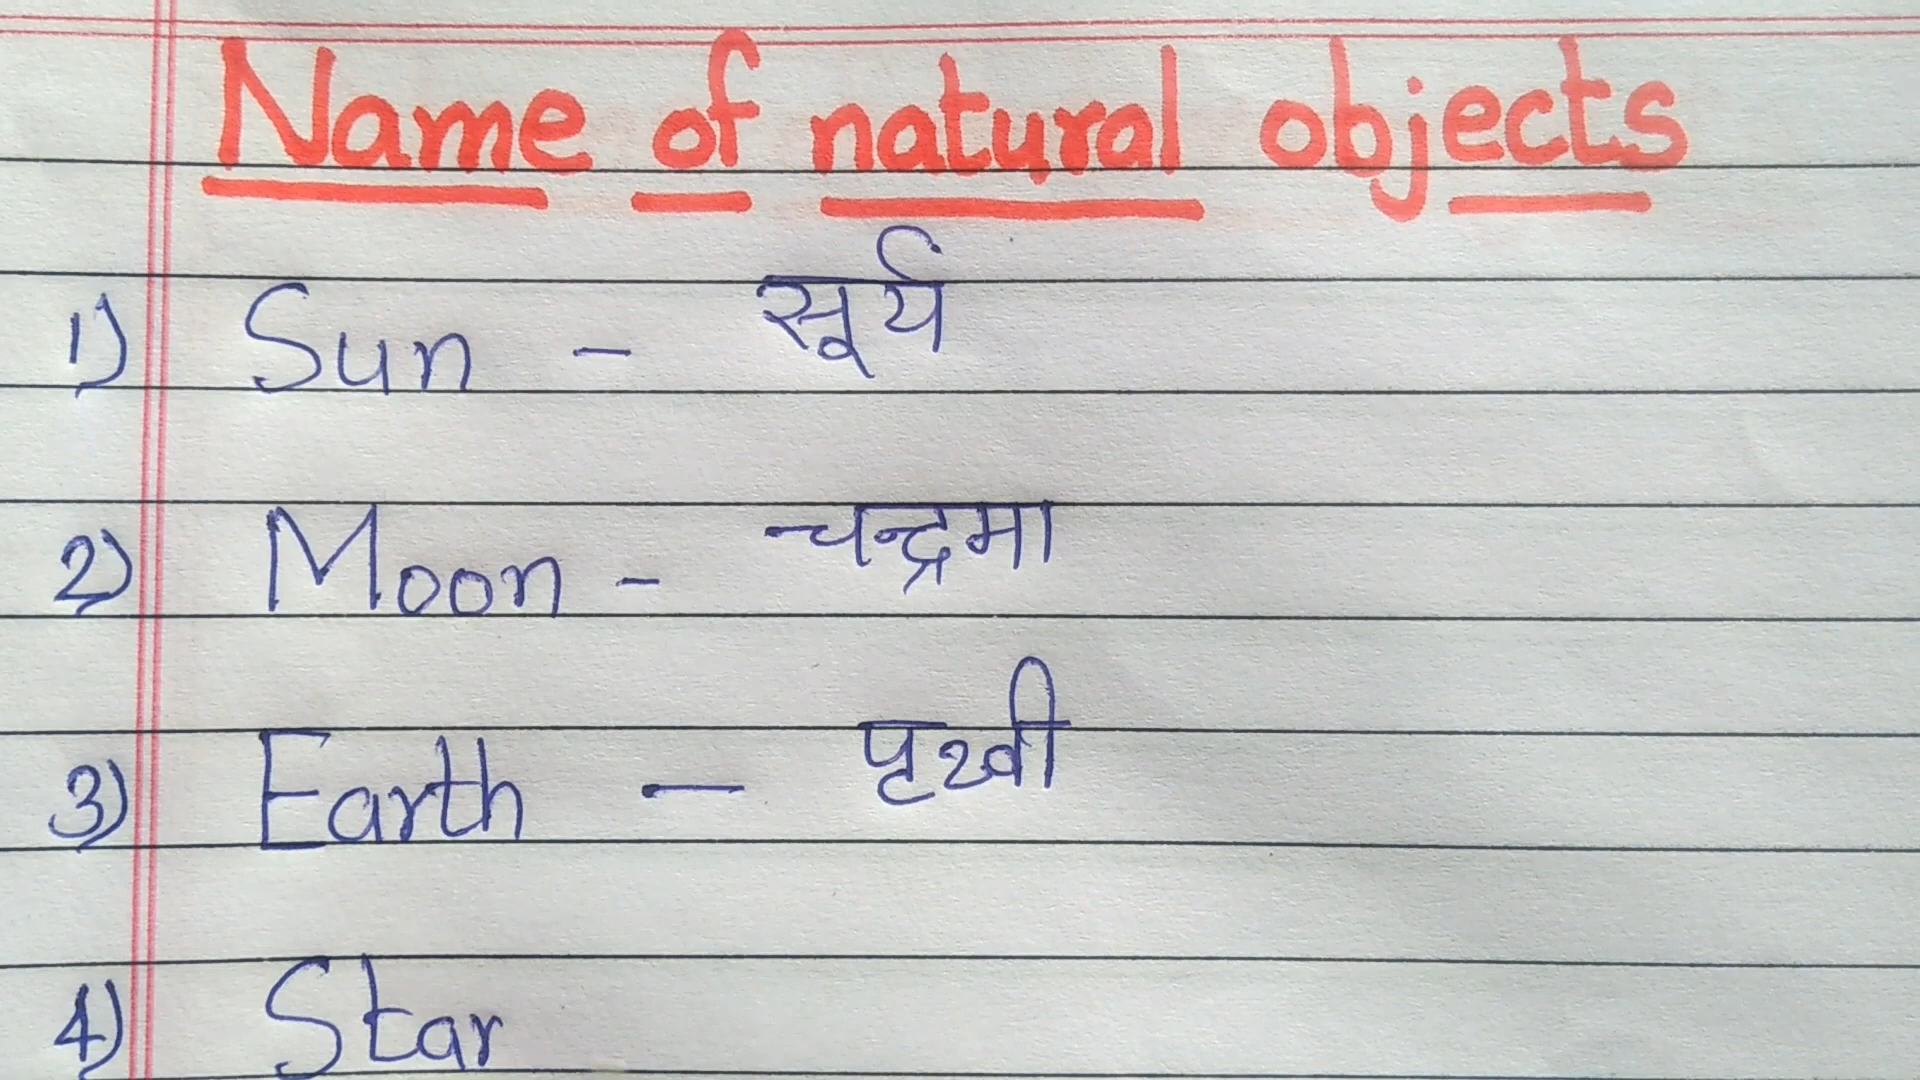 Name of natural objects
1) Sun - सूर्य
2) Moon - चन्द्रमा
3) Earth - पृथ्वी
4) Star